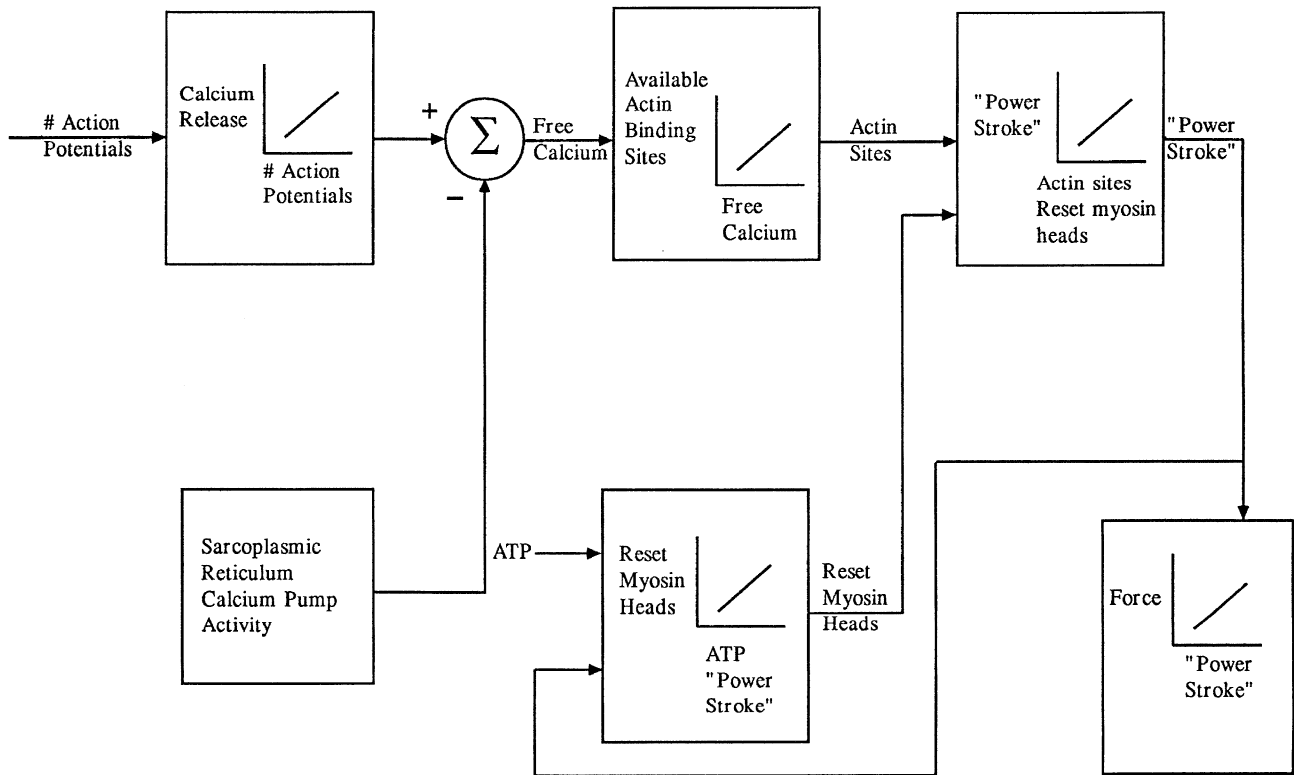 # Action
Potentials
Calcium
Release
# Action
Potentials
+
Σ
−
Free
Calcium
Available
Actin
Binding
Sites
Free
Calcium
Actin
Sites
"Power
Stroke"
Actin sites
Reset myosin
heads
"Power
Stroke"
Sarcoplasmic
Reticulum
Calcium Pump
Activity
ATP
Reset
Myosin
Heads
ATP
"Power
Stroke"
Reset
Myosin
Heads
Force
"Power
Stroke"